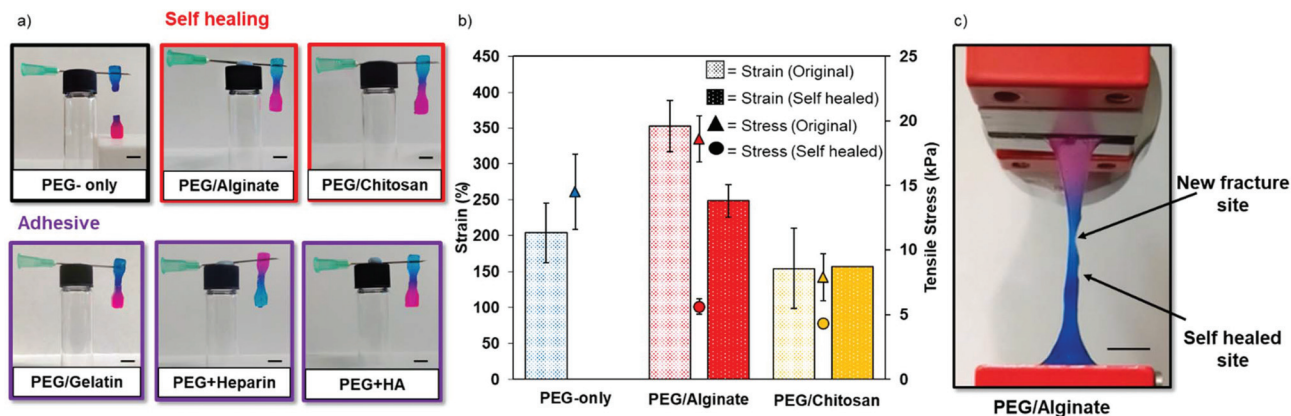 a)
Self healing
PEG- only
PEG/Alginate
PEG/Chitosan
Adhesive
PEG/Gelatin
PEG+Heparin
PEG+HA
b)
Strain (%)
450
400
350
300
250
200
150
100
50
0
= Strain (Original)
= Strain (Self healed)
= Stress (Original)
= Stress (Self healed)
25
20
15
10
5
0
Tensile Stress (kPa)
PEG-only
PEG/Alginate
PEG/Chitosan
c)
New fracture
site
Self healed
site
PEG/Alginate